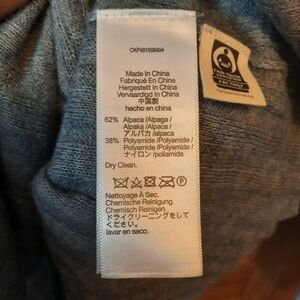 CKP481508494
Made In China
Fabriqué En China
Hergestellt In China
Vervaardigd In China
中国製
hecho en china
62% Alpaca /Alpaga /
Alpaka /Alpaca /
アルパカ /alpaca
38% Polyamide /Polyamide /
Polyamide /Polyamide /
ナイロン /poliamida
Dry Clean.
Nettoyage À Sec.
Chemische Reinigung.
Chemisch Reinigen.
ドライクリーニングをして
ください。
lavar en seco.